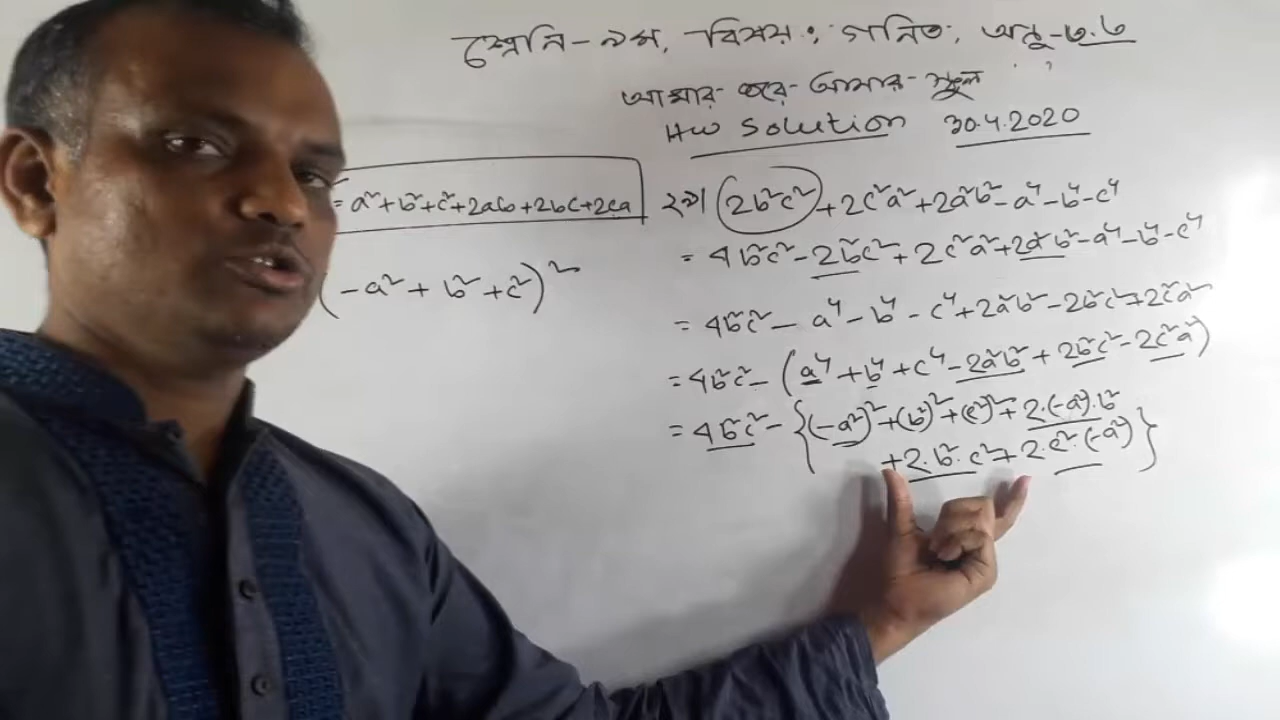 শ্রেনি-৯ম, বিষয়: গনিত, অনু-৩.৩
আমার ঘরে আমার স্কুল
HW Solution 30.4.2020
= a²+b²+c²+2ab+2bc+2ca
(-a² + b² + c²)²
২৯। 2b²c²+2c²a²+2a²b²-a⁴-b⁴-c⁴
= 4b²c²-2b²c²+2c²a²+2a²b²-a⁴-b⁴-c⁴
= 4b²c²-a⁴-b⁴-c⁴+2a²b²-2b²c²+2c²a²
= 4b²c²-(a⁴+b⁴+c⁴-2a²b²+2b²c²-2c²a²)
= 4b²c²-{(-a²)²+(b²)²+(c²)²+2.(-a²).b²
+2.b².c²+2.c².(-a²)}